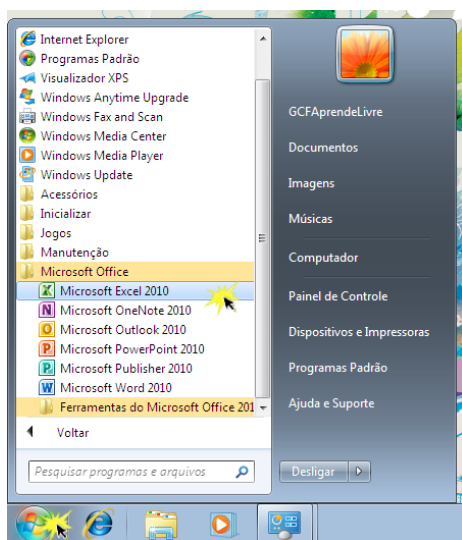 Internet Explorer
Programas Padrão
Visualizador XPS
Windows Anytime Upgrade
Windows Fax and Scan
Windows Media Center
Windows Media Player
Windows Update
Acessórios
Inicializar
Jogos
Manutenção
Microsoft Office
Microsoft Excel 2010
Microsoft OneNote 2010
Microsoft Outlook 2010
Microsoft PowerPoint 2010
Microsoft Publisher 2010
Microsoft Word 2010
Ferramentas do Microsoft Office 201
Voltar
Pesquisar programas e arquivos
GCFAprendeLivre
Documentos
Imagens
Músicas
Computador
Painel de Controle
Dispositivos e Impressoras
Programas Padrão
Ajuda e Suporte
Desligar